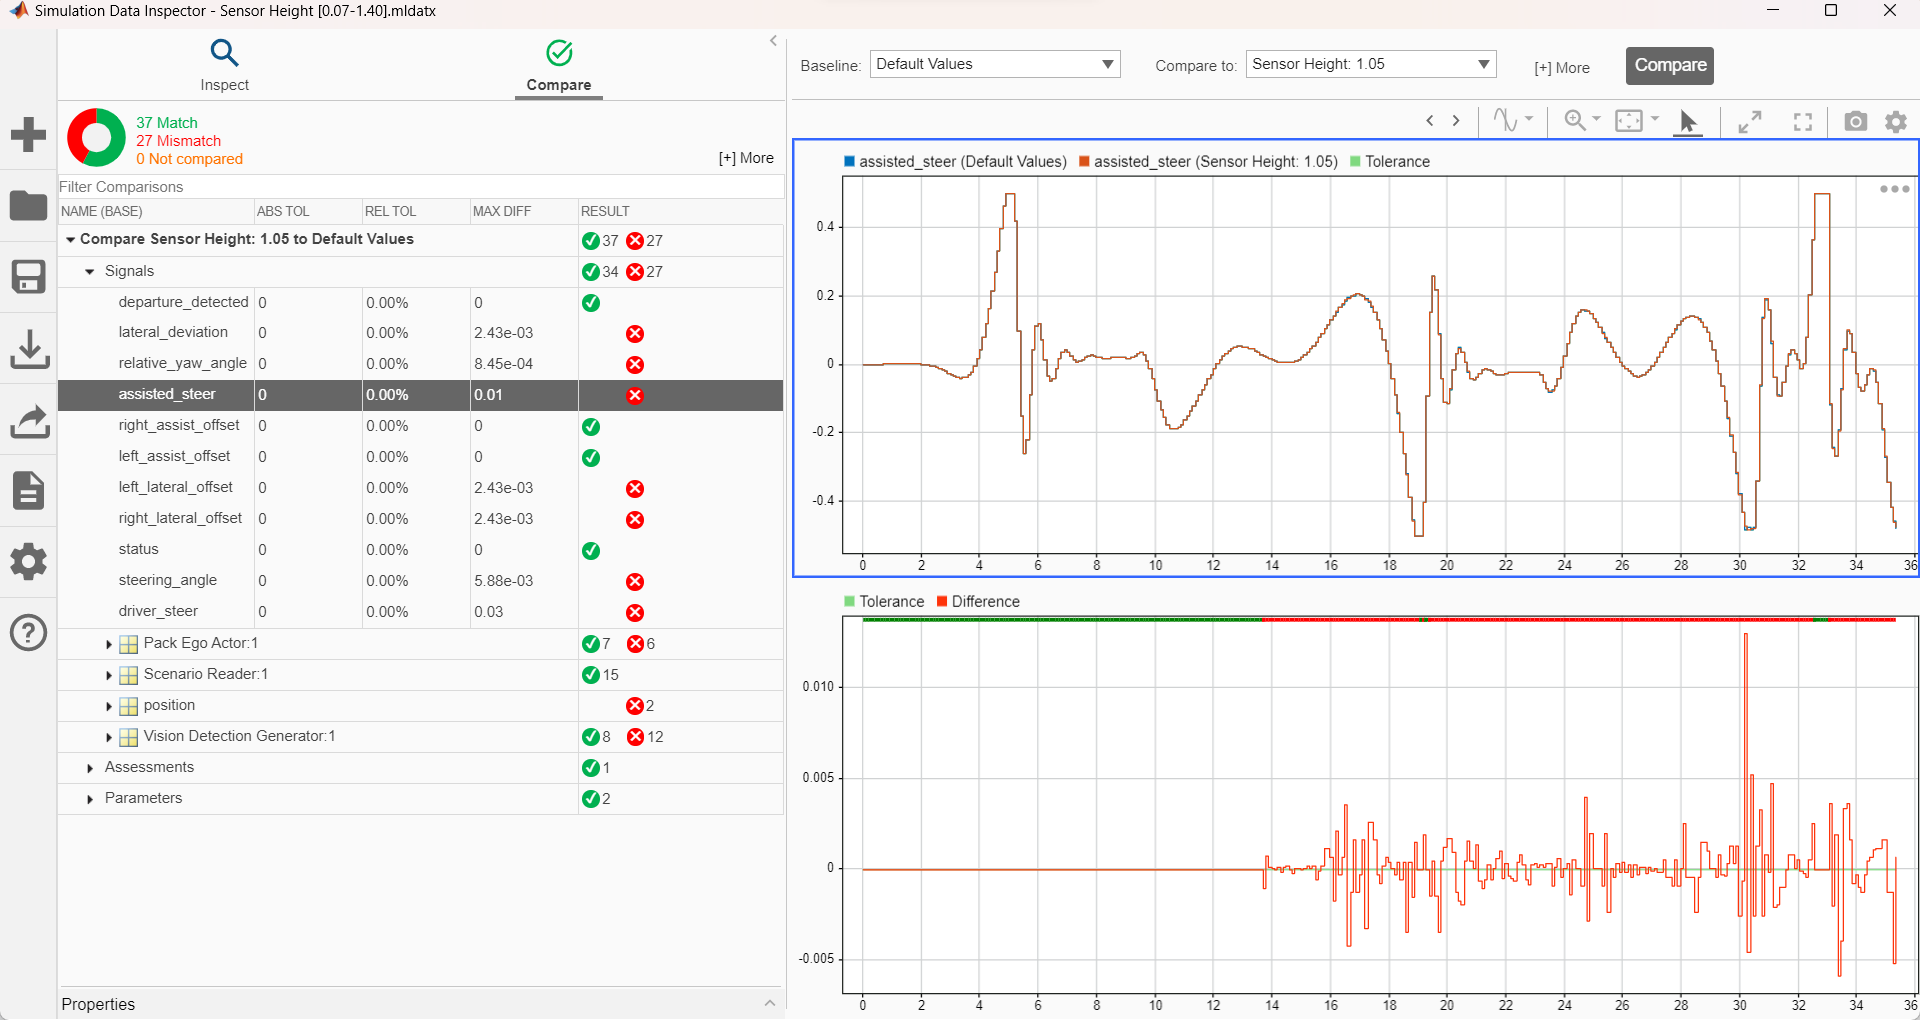 Simulation Data Inspector - Sensor Height [0.07-1.40].mldatx
Inspect
Compare
37 Match
27 Mismatch
0 Not compared
[+] More
Filter Comparisons
NAME (BASE) ABS TOL REL TOL MAX DIFF RESULT
Compare Sensor Height: 1.05 to Default Values 37 27
Signals 34 27
departure_detected 0 0.00% 0
lateral_deviation 0 0.00% 2.43e-03
relative_yaw_angle 0 0.00% 8.45e-04
assisted_steer 0 0.00% 0.01
right_assist_offset 0 0.00% 0
left_assist_offset 0 0.00% 0
left_lateral_offset 0 0.00% 2.43e-03
right_lateral_offset 0 0.00% 2.43e-03
status 0 0.00% 0
steering_angle 0 0.00% 5.88e-03
driver_steer 0 0.00% 0.03
Pack Ego Actor:1 7 6
Scenario Reader:1 15
position 2
Vision Detection Generator:1 8 12
Assessments 1
Parameters 2
Properties
Baseline: Default Values Compare to: Sensor Height: 1.05 [+] More Compare
assisted_steer (Default Values) assisted_steer (Sensor Height: 1.05) Tolerance
0.4
0.2
0
-0.2
-0.4
0 2 4 6 8 10 12 14 16 18 20 22 24 26 28 30 32 34 36
Tolerance Difference
0.010
0.005
0
-0.005
0 2 4 6 8 10 12 14 16 18 20 22 24 26 28 30 32 34 36